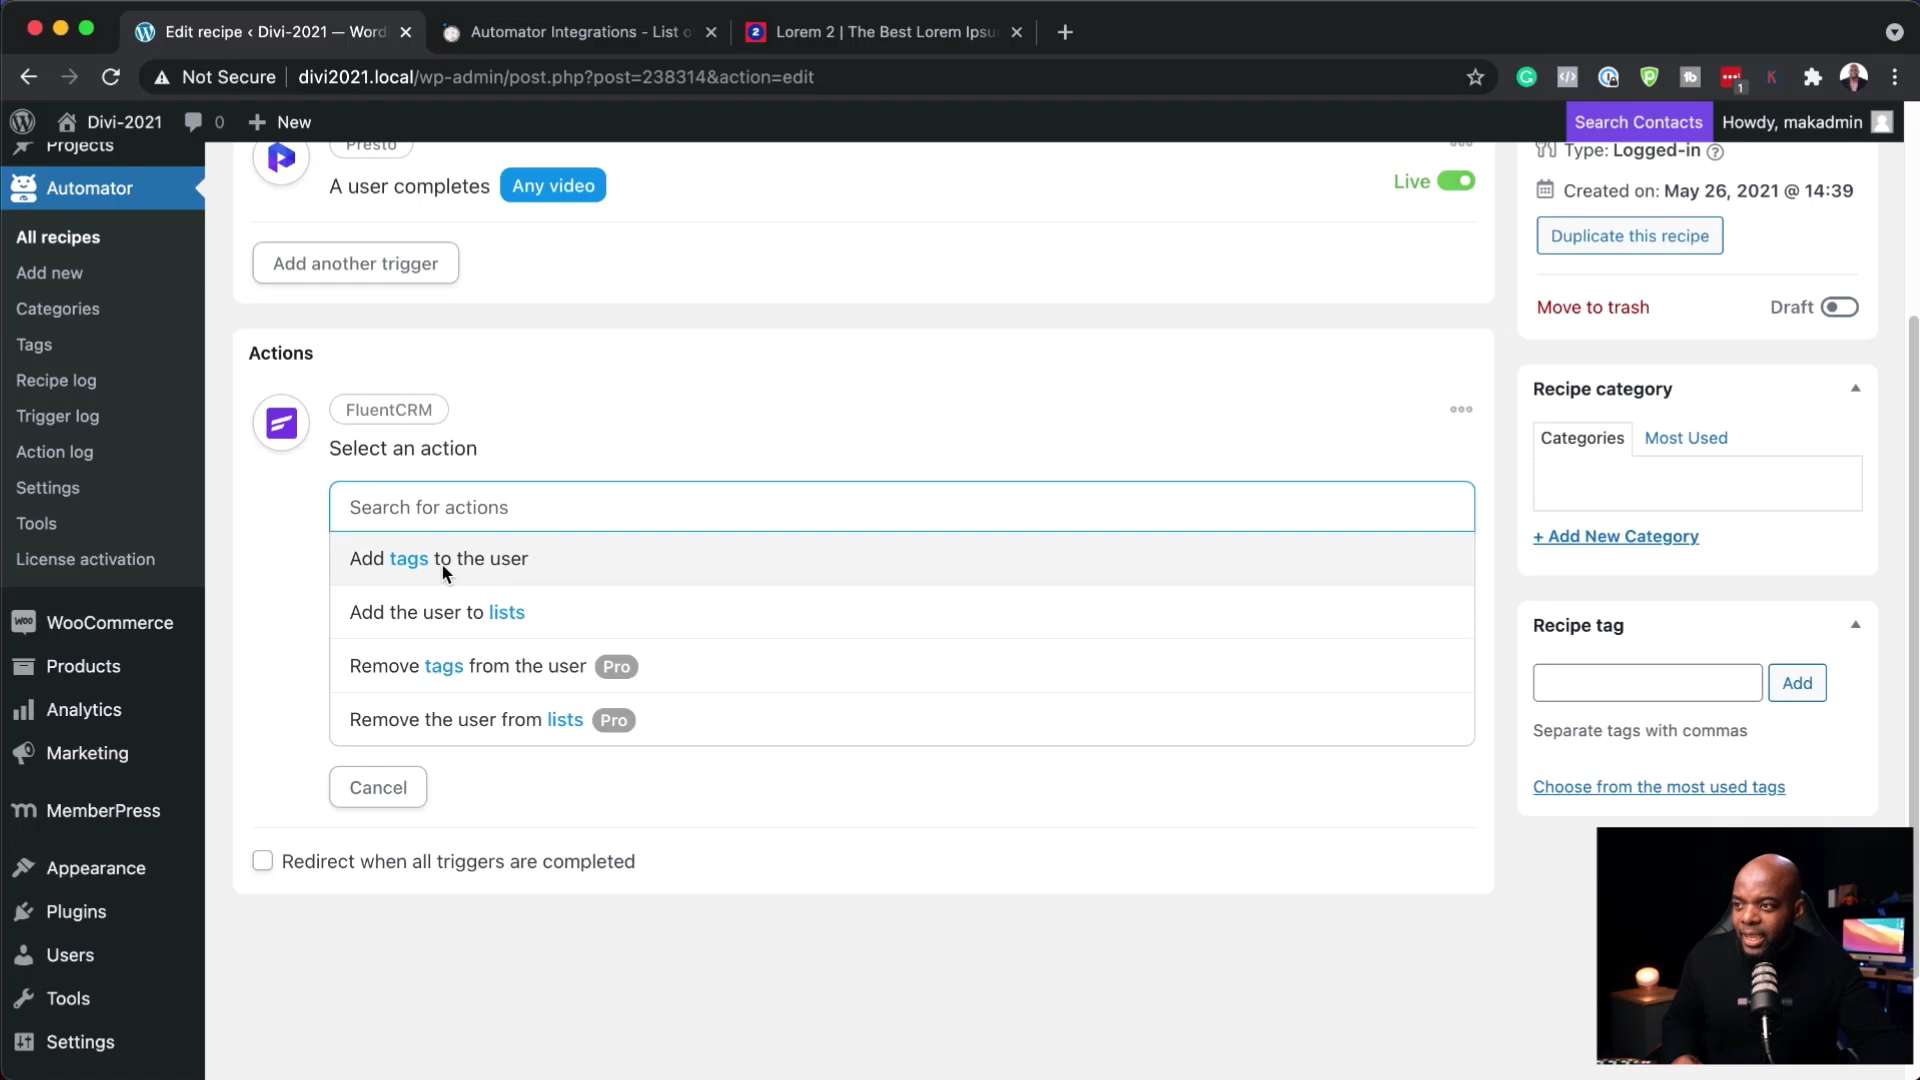 Edit recipe ‹ Divi-2021 — Word
Automator Integrations - List o
2 Lorem 2 | The Best Lorem Ipsu
Not Secure divi2021.local/wp-admin/post.php?post=238314&action=edit
1
Divi-2021 0 New
Search Contacts Howdy, makadmin
Projects
Automator
All recipes
Add new
Categories
Tags
Recipe log
Trigger log
Action log
Settings
Tools
License activation
WooCommerce
Products
Analytics
Marketing
MemberPress
Appearance
Plugins
Users
Tools
Settings
Presto
A user completes Any video
Live
Add another trigger
Actions
FluentCRM
Select an action
Search for actions
Add tags to the user
Add the user to lists
Remove tags from the user Pro
Remove the user from lists Pro
Cancel
Redirect when all triggers are completed
Type: Logged-in ?
Created on: May 26, 2021 @ 14:39
Duplicate this recipe
Move to trash Draft
Recipe category
Categories Most Used
+ Add New Category
Recipe tag
Add
Separate tags with commas
Choose from the most used tags